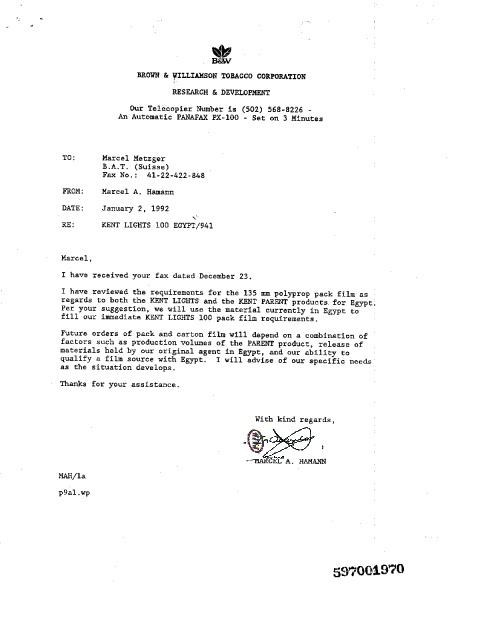 B&W
BROWN & WILLIAMSON TOBACCO CORPORATION
RESEARCH & DEVELOPMENT
Our Telecopier Number is (502) 568-8226 -
An Automatic PANAFAX PX-100 - Set on 3 Minutes
TO: Marcel Metzger
B.A.T. (Suisse)
Fax No.: 41-22-422-848
FROM: Marcel A. Hamann
DATE: January 2, 1992
RE: KENT LIGHTS 100 EGYPT/941
Marcel,
I have received your fax dated December 23.
I have reviewed the requirements for the 135 mm polyprop pack film as
regards to both the KENT LIGHTS and the KENT PARENT products for Egypt.
Per your suggestion, we will use the material currently in Egypt to
fill our immediate KENT LIGHTS 100 pack film requirements.
Future orders of pack and carton film will depend on a combination of
factors such as production volumes of the PARENT product, release of
materials held by our original agent in Egypt, and our ability to
qualify a film source with Egypt. I will advise of our specific needs
as the situation develops.
Thanks for your assistance.
With kind regards,
MARCEL A. HAMANN
MAH/la
p9a1.wp
597001970